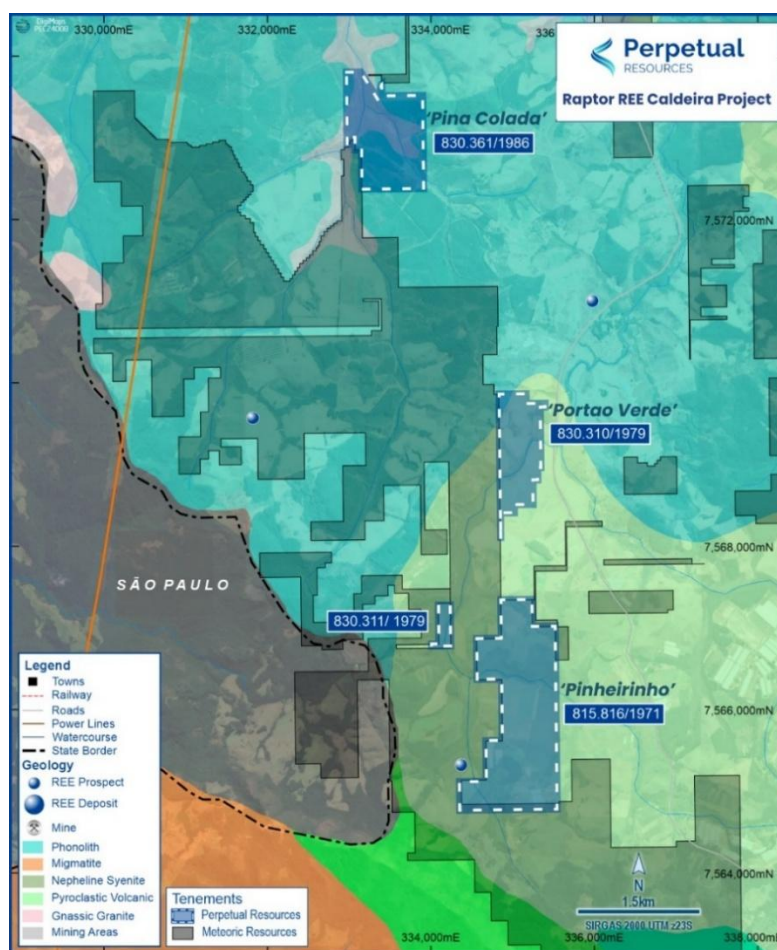 DigiMaps
330,000mE
332,000mE
334,000mE
Perpetual
RESOURCES
Raptor REE Caldeira Project
'Pina Colada'
830.361/1986
7,572,000mN
'Portao Verde'
830.310/1979
7,568,000mN
SÃO PAULO
830.311/ 1979
'Pinheirinho'
815.816/1971
7,566,000mN
7,564,000mN
Legend
Towns
Railway
Roads
Power Lines
Watercourse
State Border
Geology
REE Prospect
REE Deposit
Mine
Phonolith
Migmatite
Nepheline Syenite
Pyroclastic Volcanic
Gnassic Granite
Mining Areas
Tenements
Perpetual Resources
Meteoric Resources
N
1.5km
SIRGAS 2000 UTM z23S
334,000mE
336,000mE
338,0